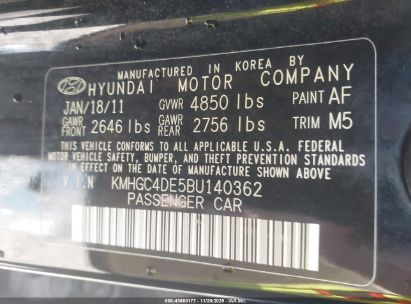 MANUFACTURED IN KOREA BY
HYUNDAI MOTOR COMPANY
JAN/18/11 GVWR 4850 lbs PAINT AF
GAWR FRONT 2646 lbs GAWR REAR 2756 lbs TRIM M5
THIS VEHICLE CONFORMS TO ALL APPLICABLE U.S. FEDERAL
MOTOR VEHICLE SAFETY, BUMPER, AND THEFT PREVENTION
STANDARDS IN EFFECT ON THE DATE OF MANUFACTURE SHOWN ABOVE.
V.I.N KMHGC4DE5BU140362
PASSENGER CAR